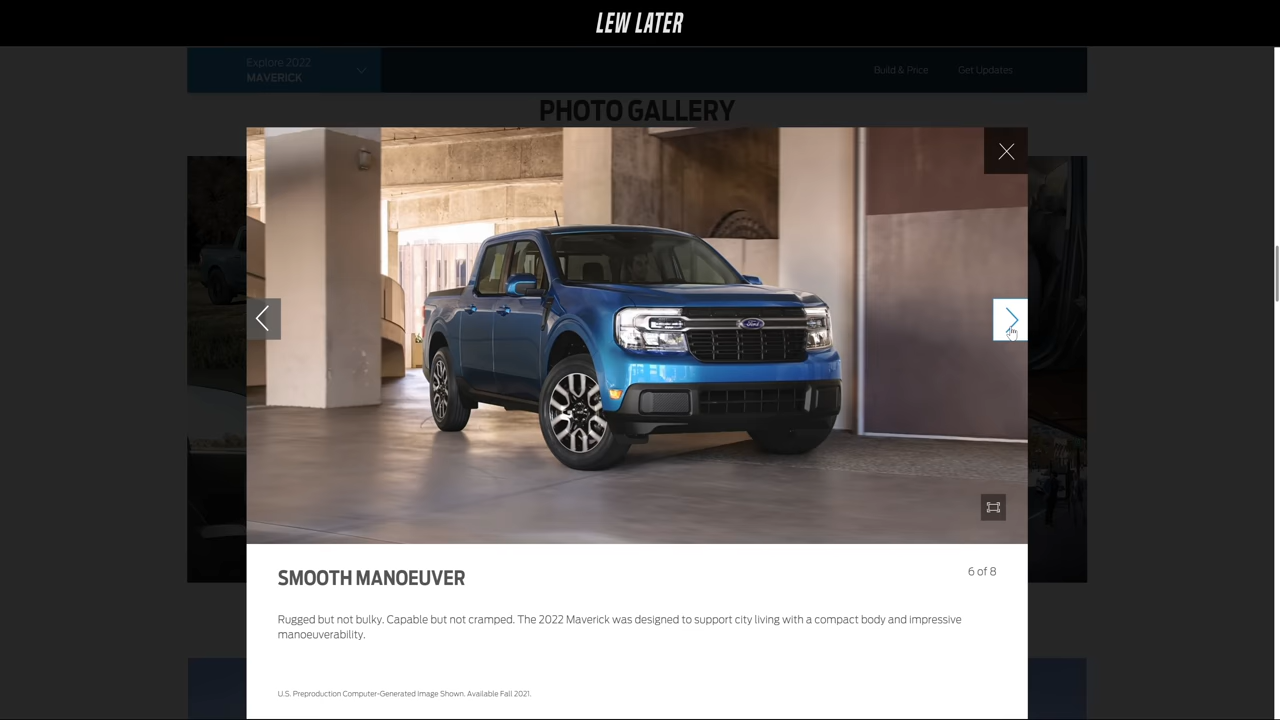 LEW LATER
Explore 2022
MAVERICK
Build & Price
Get Updates
PHOTO GALLERY
Ford
SMOOTH MANOEUVER
6 of 8
Rugged but not bulky. Capable but not cramped. The 2022 Maverick was designed to support city living with a compact body and impressive
manoeuverability.
U.S. Preproduction Computer-Generated Image Shown. Available Fall 2021.